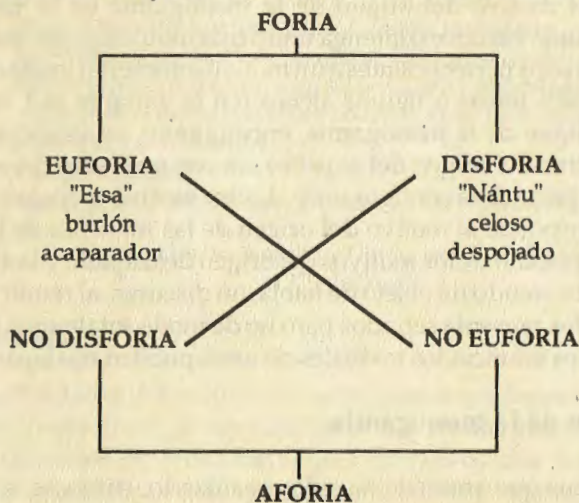 FORIA
EUFORIA DISFORIA
"Etsa" "Nántu"
burlón celoso
acaparador despojado
NO DISFORIA NO EUFORIA
AFORIA